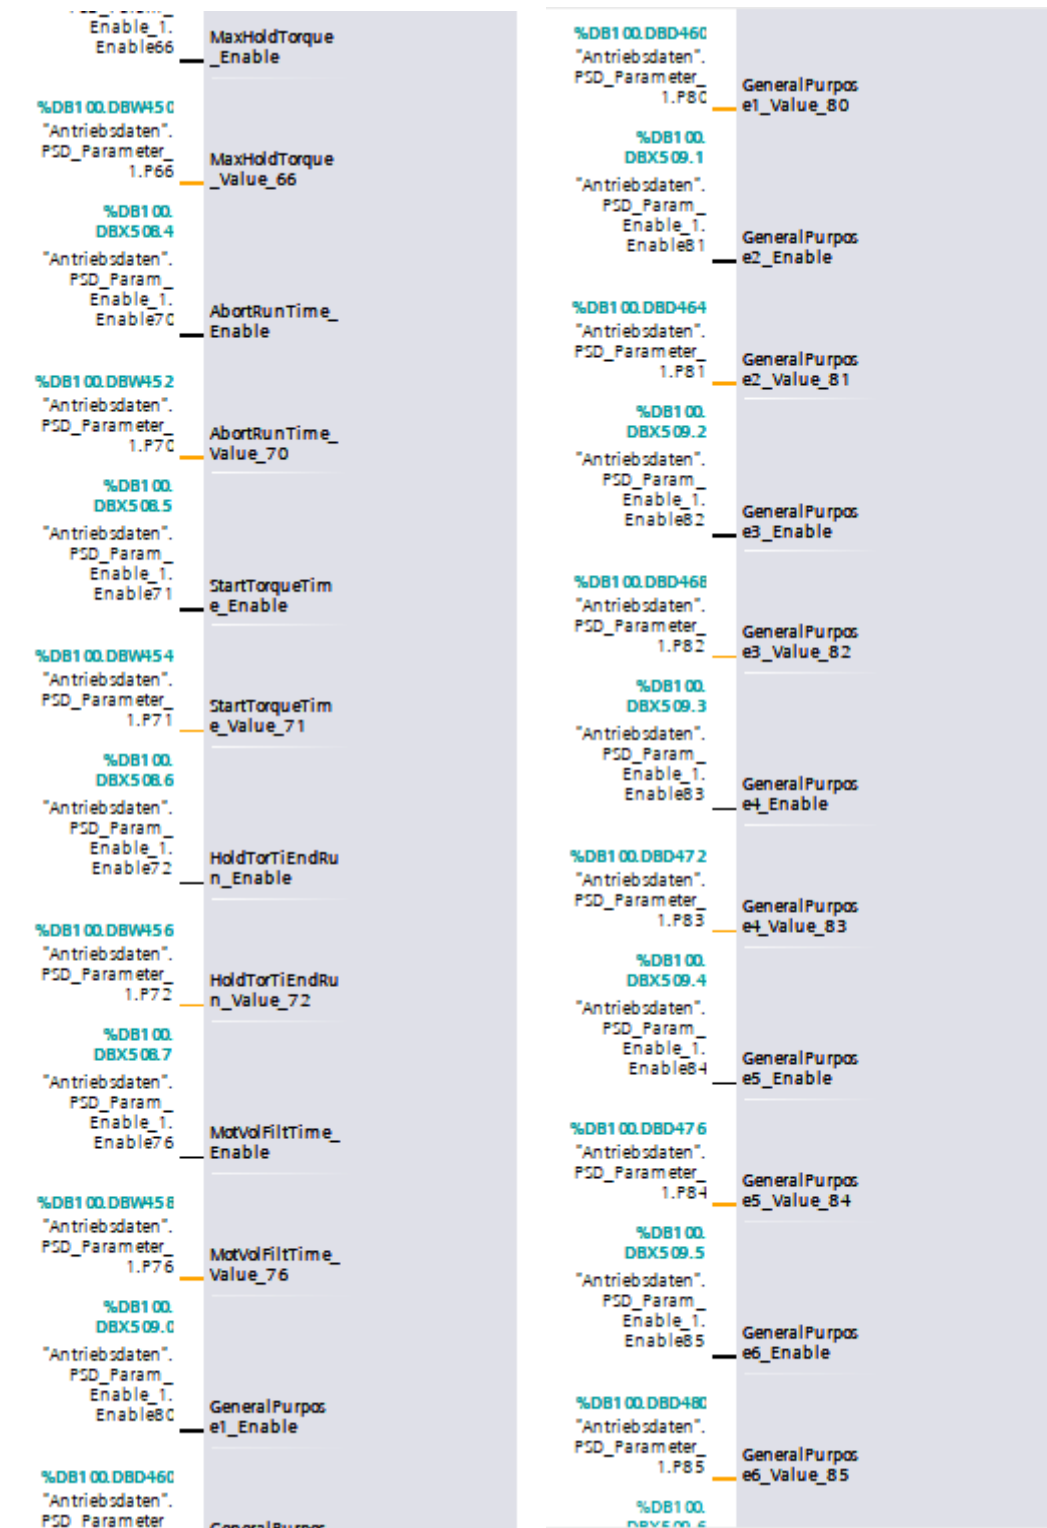 Enable_1.
Enable66
MaxHoldTorque
_Enable
%DB100.DBW450
"Antriebsdaten".
PSD_Parameter_
1.P66
MaxHoldTorque
_Value_66
%DB100.
DBX508.4
"Antriebsdaten".
PSD_Param_
Enable_1.
Enable70
AbortRunTime_
Enable
%DB100.DBW452
"Antriebsdaten".
PSD_Parameter_
1.P70
AbortRunTime_
Value_70
%DB100.
DBX508.5
"Antriebsdaten".
PSD_Param_
Enable_1.
Enable71
StartTorqueTim
e_Enable
%DB100.DBW454
"Antriebsdaten".
PSD_Parameter_
1.P71
StartTorqueTim
e_Value_71
%DB100.
DBX508.6
"Antriebsdaten".
PSD_Param_
Enable_1.
Enable72
HoldTorTiEndRu
n_Enable
%DB100.DBW456
"Antriebsdaten".
PSD_Parameter_
1.P72
HoldTorTiEndRu
n_Value_72
%DB100.
DBX508.7
"Antriebsdaten".
PSD_Param_
Enable_1.
Enable76
MotVolFiltTime_
Enable
%DB100.DBW458
"Antriebsdaten".
PSD_Parameter_
1.P76
MotVolFiltTime_
Value_76
%DB100.
DBX509.0
"Antriebsdaten".
PSD_Param_
Enable_1.
Enable80
GeneralPurpos
e1_Enable
%DB100.DBD460
"Antriebsdaten".
PSD_Parameter
GeneralPurpos
%DB100.DBD460
"Antriebsdaten".
PSD_Parameter_
1.P80
GeneralPurpos
e1_Value_80
%DB100.
DBX509.1
"Antriebsdaten".
PSD_Param_
Enable_1.
Enable81
GeneralPurpos
e2_Enable
%DB100.DBD464
"Antriebsdaten".
PSD_Parameter_
1.P81
GeneralPurpos
e2_Value_81
%DB100.
DBX509.2
"Antriebsdaten".
PSD_Param_
Enable_1.
Enable82
GeneralPurpos
e3_Enable
%DB100.DBD468
"Antriebsdaten".
PSD_Parameter_
1.P82
GeneralPurpos
e3_Value_82
%DB100.
DBX509.3
"Antriebsdaten".
PSD_Param_
Enable_1.
Enable83
GeneralPurpos
e4_Enable
%DB100.DBD472
"Antriebsdaten".
PSD_Parameter_
1.P83
GeneralPurpos
e4_Value_83
%DB100.
DBX509.4
"Antriebsdaten".
PSD_Param_
Enable_1.
Enable84
GeneralPurpos
e5_Enable
%DB100.DBD476
"Antriebsdaten".
PSD_Parameter_
1.P84
GeneralPurpos
e5_Value_84
%DB100.
DBX509.5
"Antriebsdaten".
PSD_Param_
Enable_1.
Enable85
GeneralPurpos
e6_Enable
%DB100.DBD480
"Antriebsdaten".
PSD_Parameter_
1.P85
GeneralPurpos
e6_Value_85
%DB100.
DBX509.6